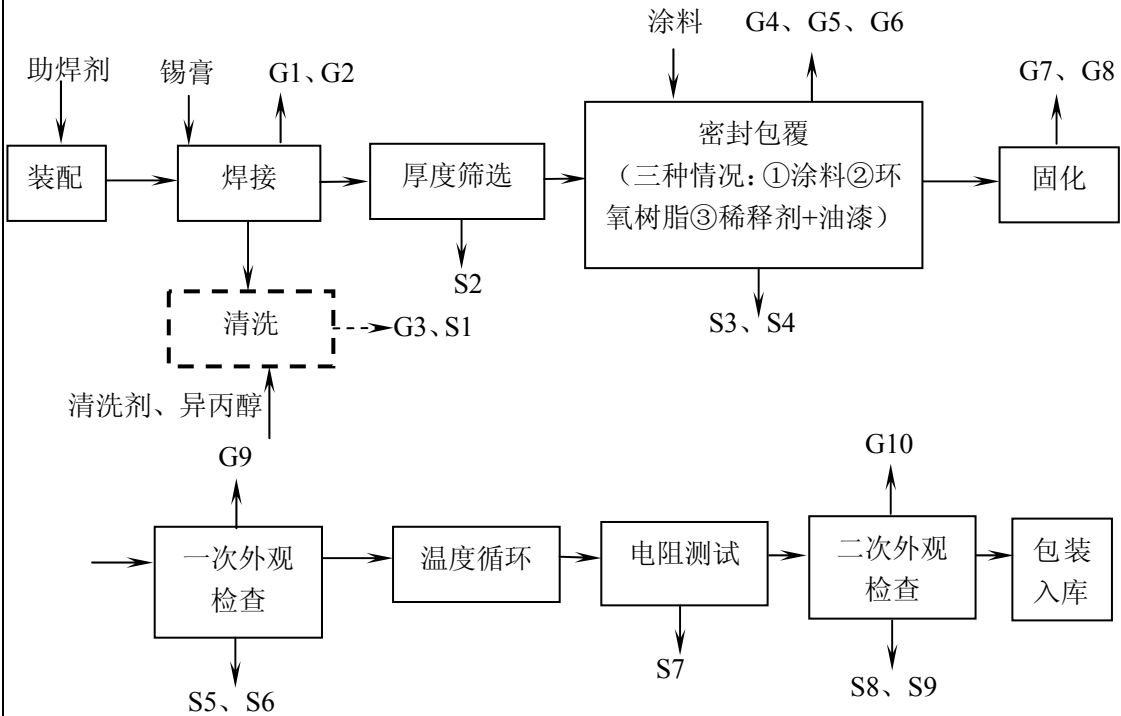 涂料
G4、G5、G6
助焊剂
锡膏
G1、G2
G7、G8
装配
焊接
厚度筛选
密封包覆
（三种情况：①涂料②环
氧树脂③稀释剂+油漆）
固化
S2
S3、S4
清洗
G3、S1
清洗剂、异丙醇
G9
G10
一次外观
检查
温度循环
电阻测试
二次外观
检查
包装
入库
S5、S6
S7
S8、S9